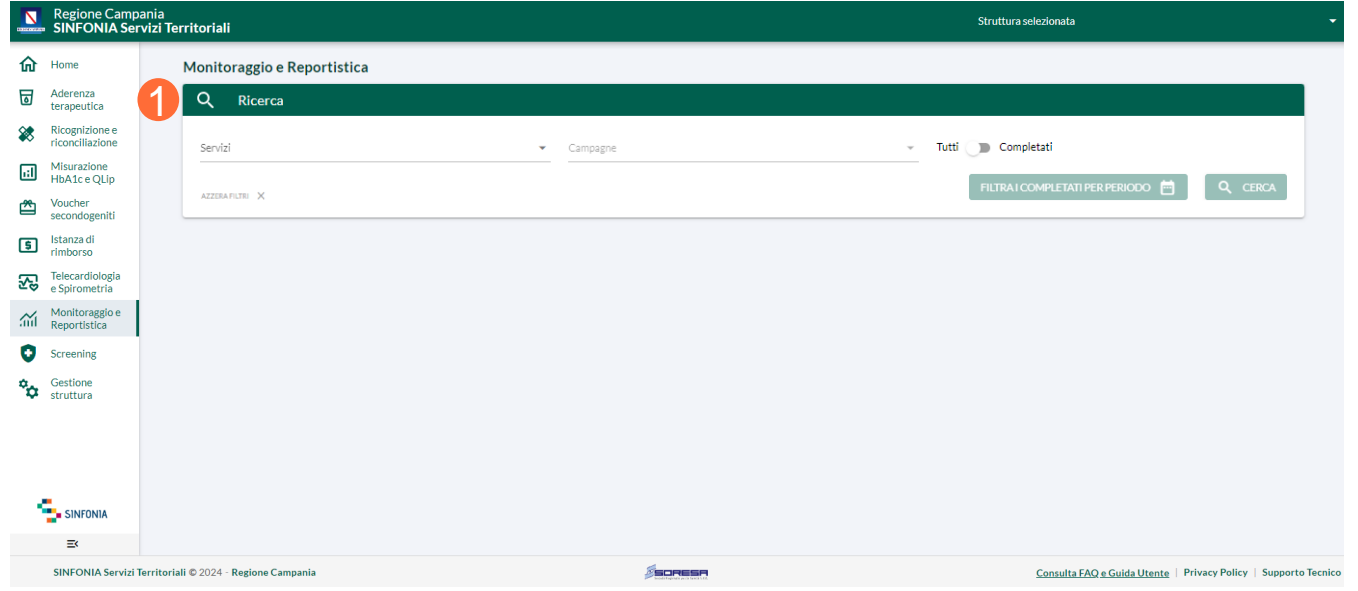 Regione Campania
SINFONIA Servizi Territoriali
Struttura selezionata
Home
Aderenza
terapeutica
Ricognizione e
riconciliazione
Misurazione
HbA1c e QLip
Voucher
secondogeniti
Istanza di
rimborso
Telecardiologia
e Spirometria
Monitoraggio e
Reportistica
Screening
Gestione
struttura
SINFONIA
Monitoraggio e Reportistica
1
Ricerca
Servizi
Campagne
Tutti
Completati
AZZERA FILTRI
FILTRA I COMPLETATI PER PERIODO
CERCA
SINFONIA Servizi Territoriali © 2024 - Regione Campania
SORESA
Consulta FAQ e Guida Utente | Privacy Policy | Supporto Tecnico